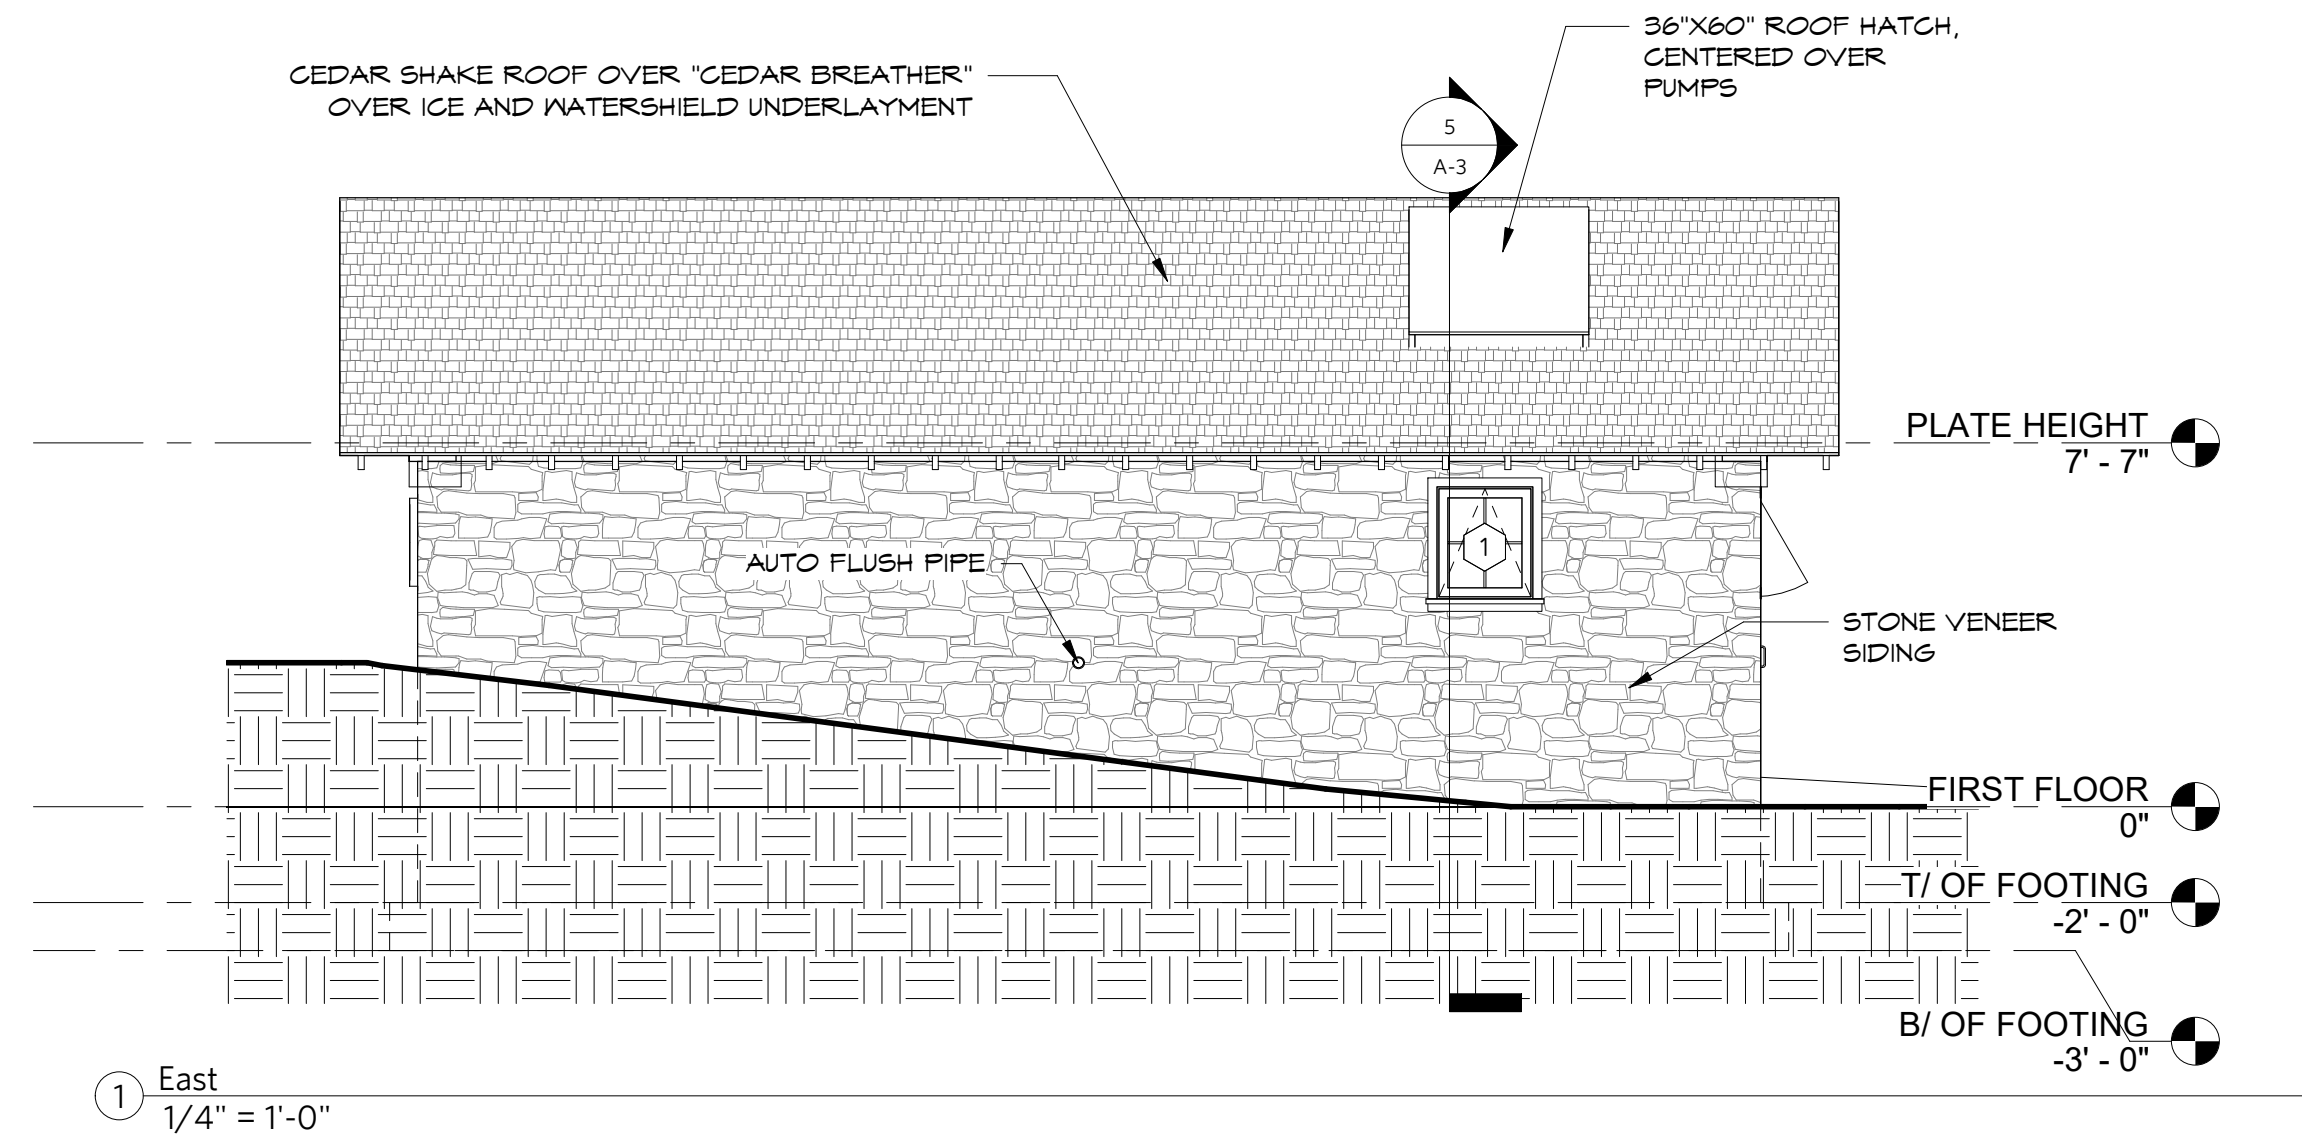 36"X60" ROOF HATCH,
CENTERED OVER
PUMPS
CEDAR SHAKE ROOF OVER "CEDAR BREATHER"
OVER ICE AND WATERSHIELD UNDERLAYMENT
5
A-3
PLATE HEIGHT
7' - 7"
1
AUTO FLUSH PIPE
STONE VENEER
SIDING
FIRST FLOOR
0"
T/ OF FOOTING
-2' - 0"
B/ OF FOOTING
-3' - 0"
1
East
1/4" = 1'-0"